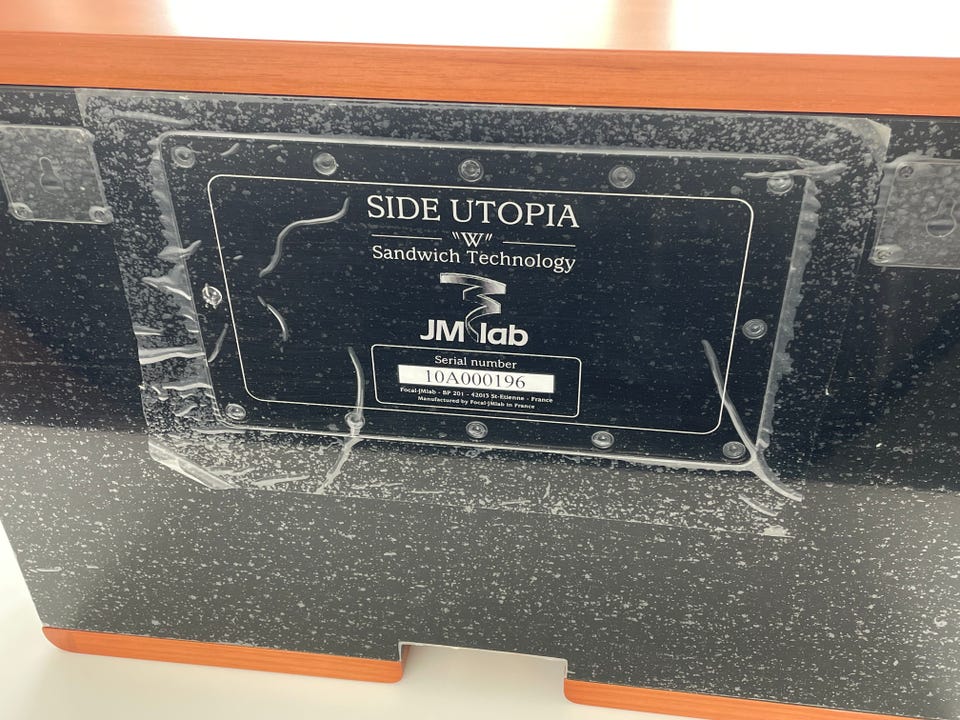 SIDE UTOPIA
"W"
Sandwich Technology
JMlab
Serial number
10A000196
Focal-JMlab - BP 201 - 42013 St-Etienne - France
Manufactured by Focal-JMlab in France